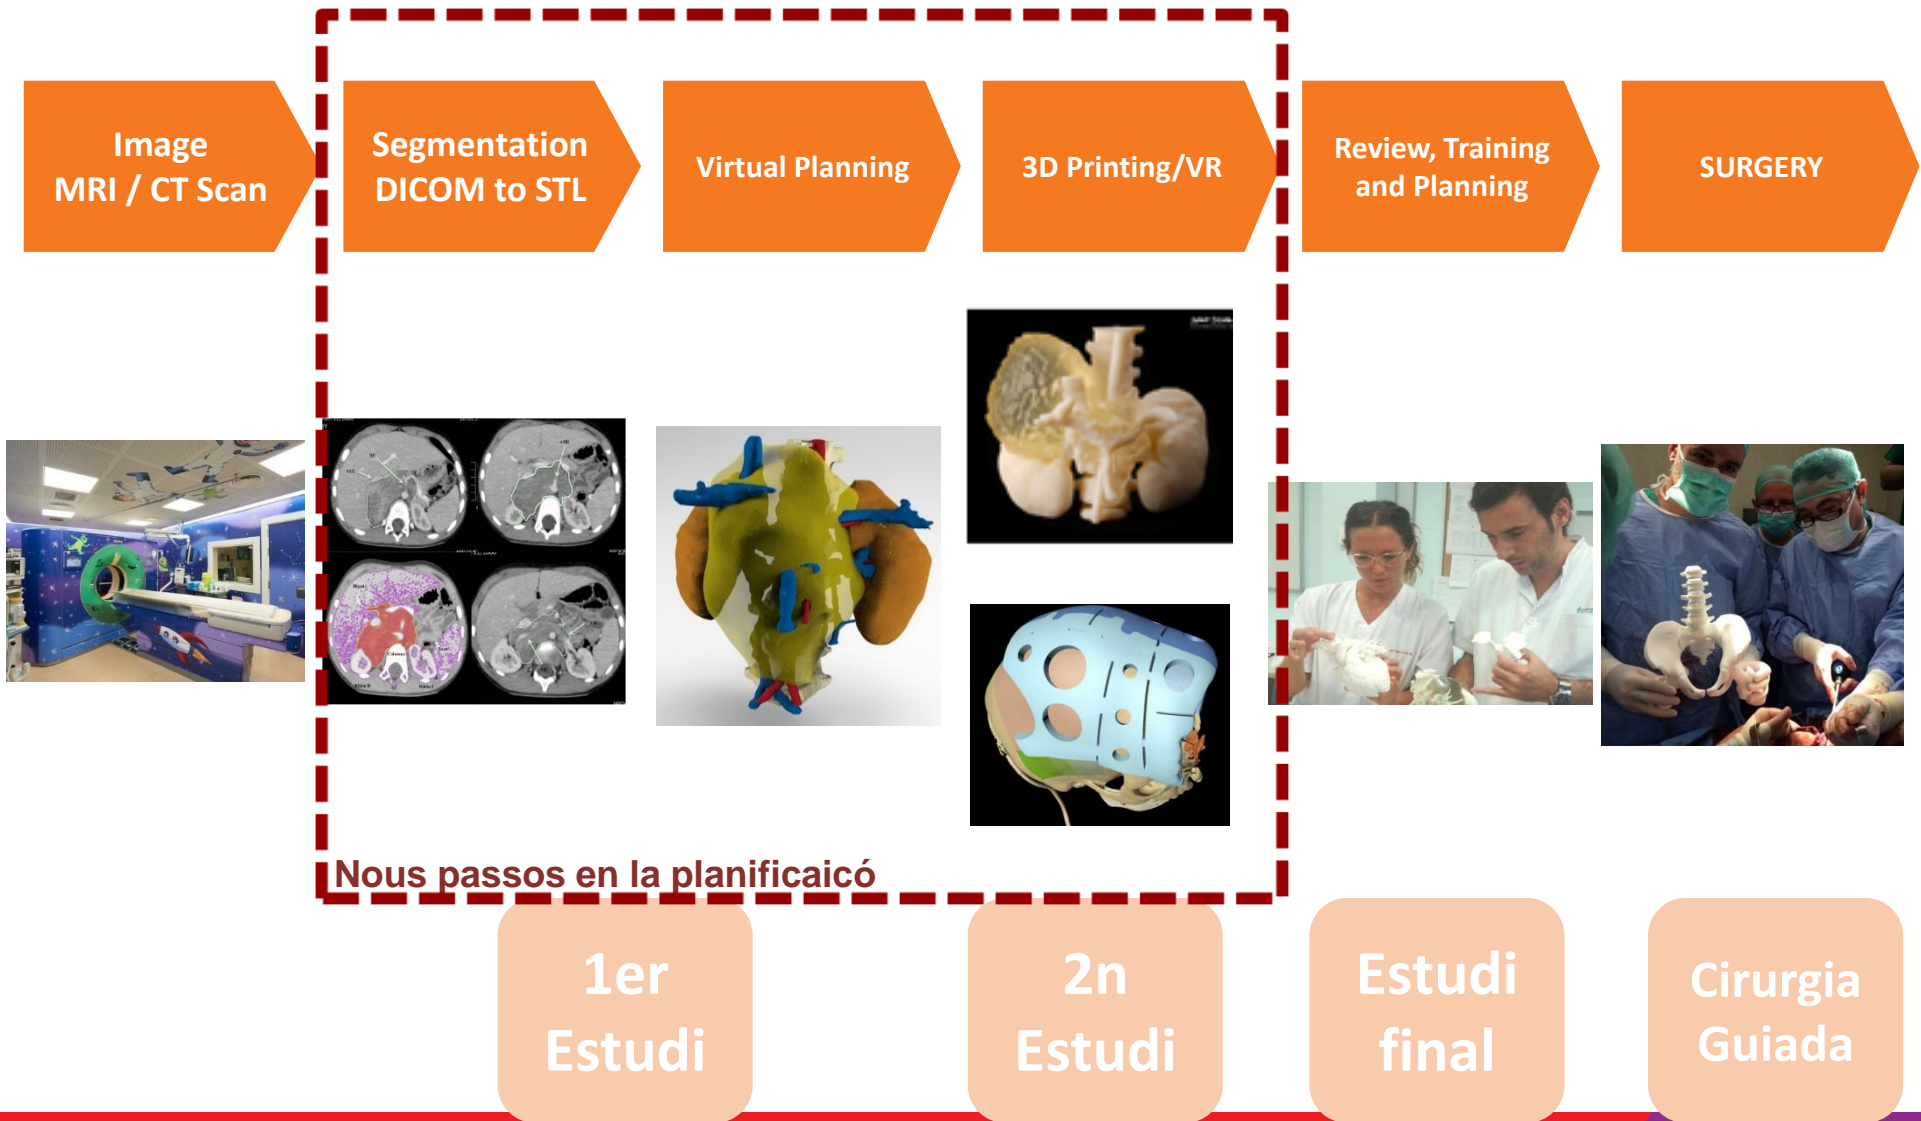 Image
MRI / CT Scan
Segmentation
DICOM to STL
Virtual Planning
3D Printing/VR
Review, Training
and Planning
SURGERY
Nous passos en la planificaicó
1er
Estudi
2n
Estudi
Estudi
final
Cirurgia
Guiada